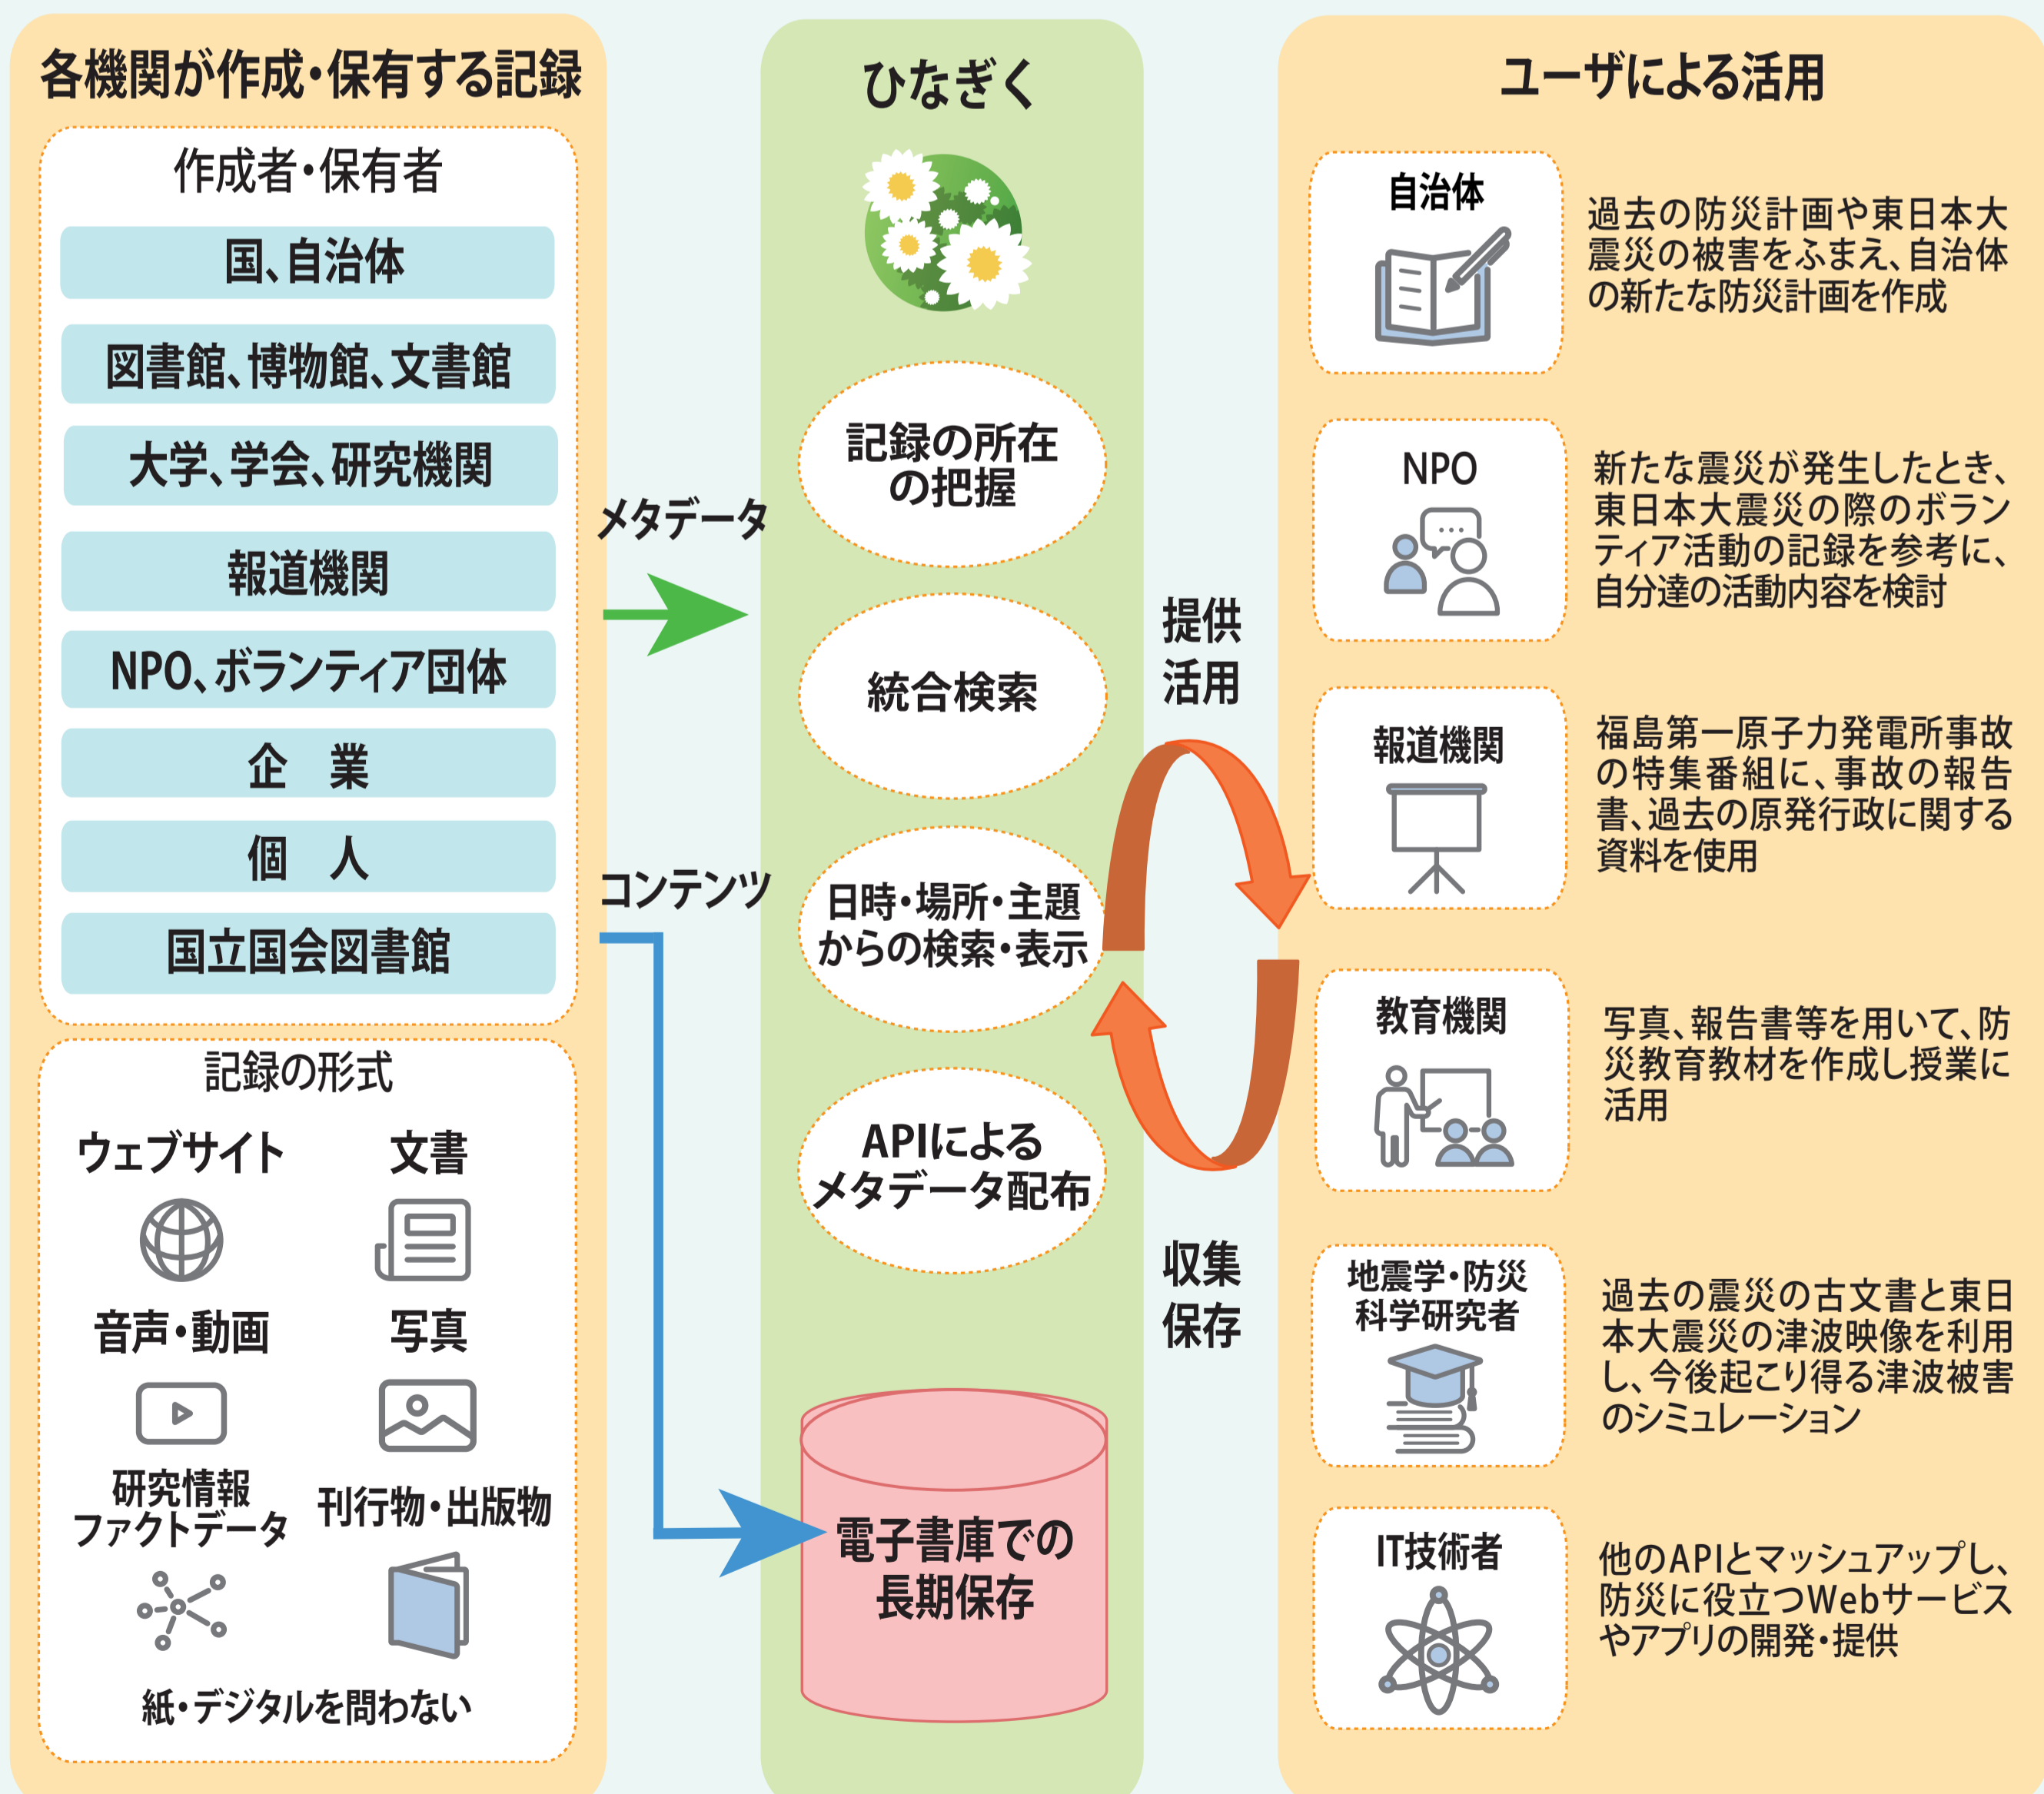 各機関が作成・保有する記録
作成者・保有者
国、自治体
図書館、博物館、文書館
大学、学会、研究機関
報道機関
NPO、ボランティア団体
企　業
個　人
国立国会図書館
記録の形式
ウェブサイト
文書
音声・動画
写真
研究情報
ファクトデータ
刊行物・出版物
紙・デジタルを問わない
メタデータ
コンテンツ
ひなぎく
記録の所在
の把握
統合検索
日時・場所・主題
からの検索・表示
APIによる
メタデータ配布
電子書庫での
長期保存
提供
活用
収集
保存
ユーザによる活用
自治体
過去の防災計画や東日本大
震災の被害をふまえ、自治体
の新たな防災計画を作成
NPO
新たな震災が発生したとき、
東日本大震災の際のボラン
ティア活動の記録を参考に、
自分達の活動内容を検討
報道機関
福島第一原子力発電所事故
の特集番組に、事故の報告
書、過去の原発行政に関する
資料を使用
教育機関
写真、報告書等を用いて、防
災教育教材を作成し授業に
活用
地震学・防災
科学研究者
過去の震災の古文書と東日
本大震災の津波映像を利用
し、今後起こり得る津波被害
のシミュレーション
IT技術者
他のAPIとマッシュアップし、
防災に役立つWebサービス
やアプリの開発・提供